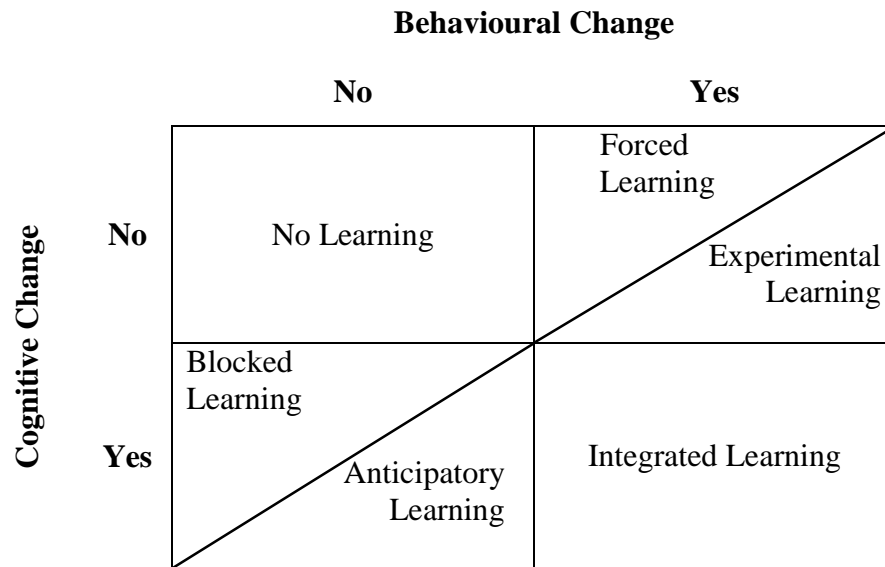 Behavioural Change
No
Yes
Forced
Learning
No
No Learning
Experimental
Learning
Cognitive Change
Blocked
Learning
Yes
Integrated Learning
Anticipatory
Learning